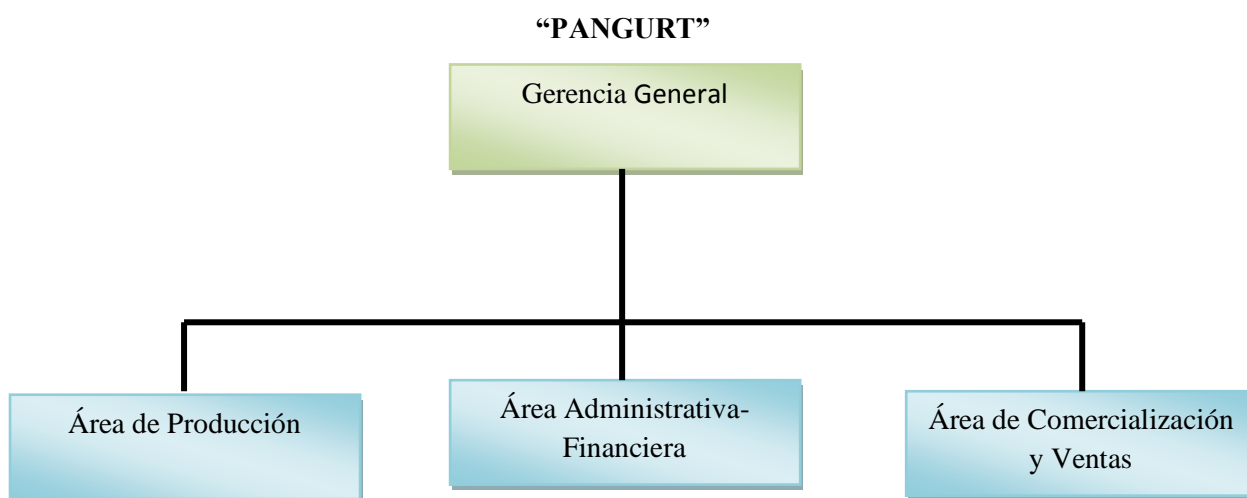 “PANGURT”
Gerencia General
Área de Producción
Área Administrativa-
Financiera
Área de Comercialización
y Ventas